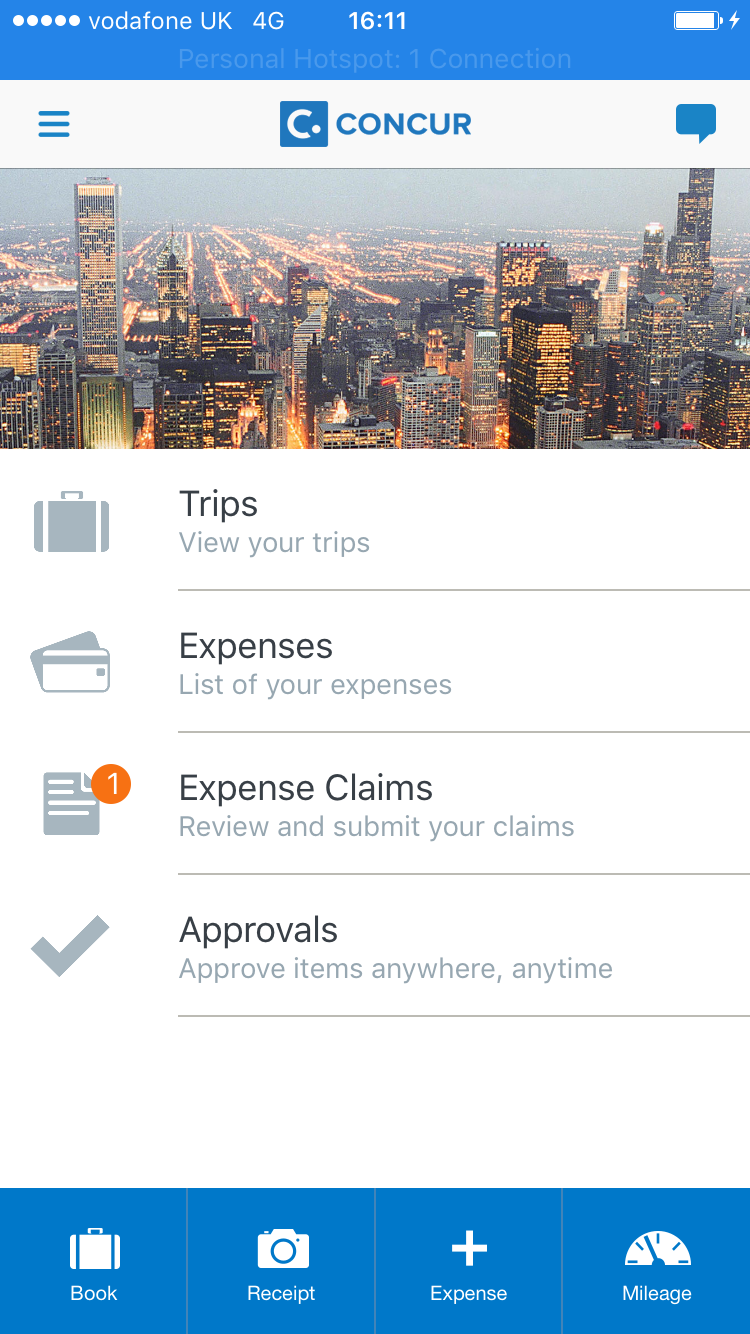 vodafone UK 4G 16:11
Personal Hotspot: 1 Connection
C. CONCUR
Trips
View your trips
Expenses
List of your expenses
1
Expense Claims
Review and submit your claims
Approvals
Approve items anywhere, anytime
Book Receipt Expense Mileage